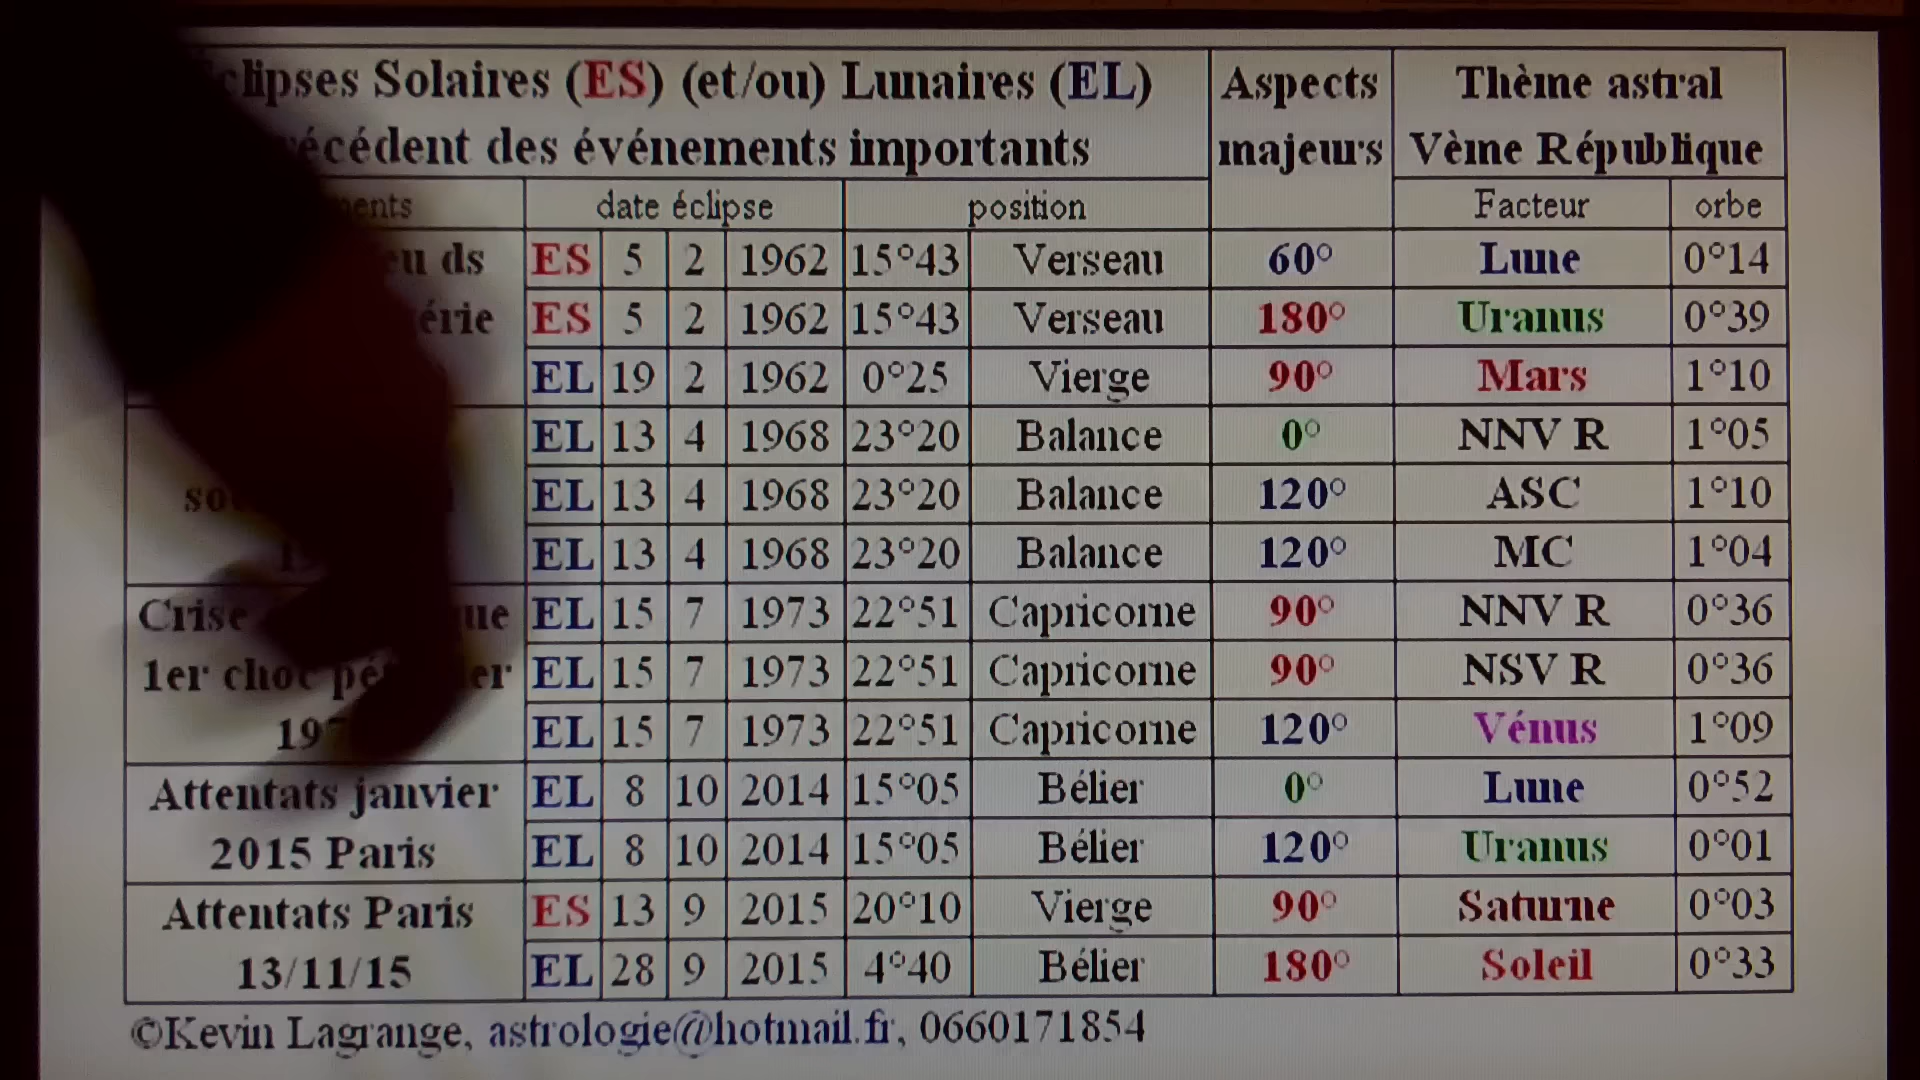 clipses Solaires (ES) (et/ou) Lunaires (EL)
écédent des événements importants
Aspects
majeurs
Thème astral
Vème République
date éclipse
position
Facteur
orbe
eu ds
érie
ES 5 2 1962 15°43 Verseau 60° Lune 0°14
ES 5 2 1962 15°43 Verseau 180° Uranus 0°39
EL 19 2 1962 0°25 Vierge 90° Mars 1°10
EL 13 4 1968 23°20 Balance 0° NNV R 1°05
EL 13 4 1968 23°20 Balance 120° ASC 1°10
EL 13 4 1968 23°20 Balance 120° MC 1°04
Crise ue EL 15 7 1973 22°51 Capricorne 90° NNV R 0°36
1er choc pé er EL 15 7 1973 22°51 Capricorne 90° NSV R 0°36
197 EL 15 7 1973 22°51 Capricorne 120° Vénus 1°09
Attentats janvier EL 8 10 2014 15°05 Bélier 0° Lune 0°52
2015 Paris EL 8 10 2014 15°05 Bélier 120° Uranus 0°01
Attentats Paris ES 13 9 2015 20°10 Vierge 90° Saturne 0°03
13/11/15 EL 28 9 2015 4°40 Bélier 180° Soleil 0°33
©Kevin Lagrange, astrologie@hotmail.fr, 0660171854